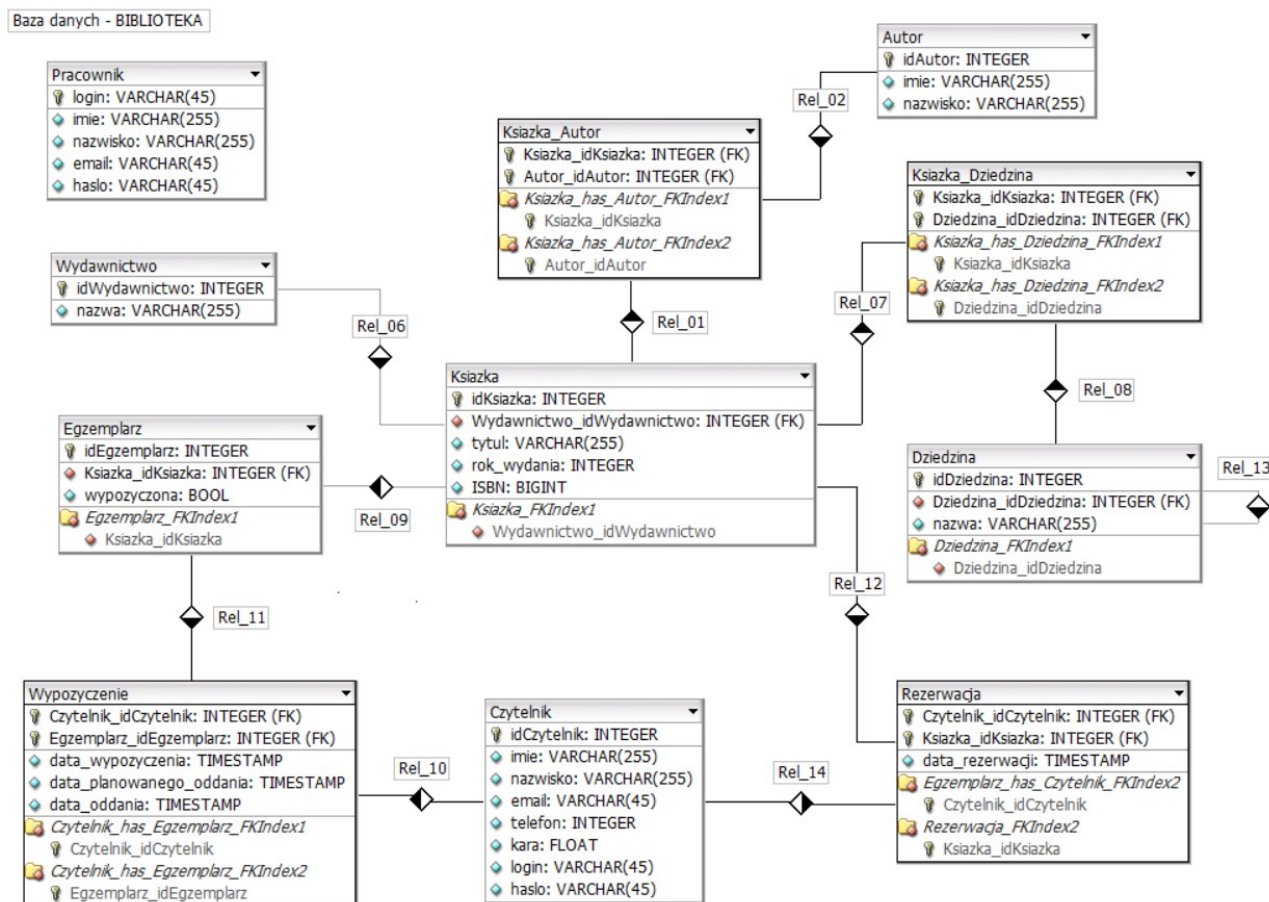 Baza danych - BIBLIOTEKA
Pracownik
login: VARCHAR(45)
imie: VARCHAR(255)
nazwisko: VARCHAR(255)
email: VARCHAR(45)
haslo: VARCHAR(45)
Autor
idAutor: INTEGER
imie: VARCHAR(255)
nazwisko: VARCHAR(255)
Rel_02
Ksiazka_Autor
Ksiazka_idKsiazka: INTEGER (FK)
Autor_idAutor: INTEGER (FK)
Ksiazka_has_Autor_FKIndex1
Ksiazka_idKsiazka
Ksiazka_has_Autor_FKIndex2
Autor_idAutor
Ksiazka_Dziedzina
Ksiazka_idKsiazka: INTEGER (FK)
Dziedzina_idDziedzina: INTEGER (FK)
Ksiazka_has_Dziedzina_FKIndex1
Ksiazka_idKsiazka
Ksiazka_has_Dziedzina_FKIndex2
Dziedzina_idDziedzina
Wydawnictwo
idWydawnictwo: INTEGER
nazwa: VARCHAR(255)
Rel_06
Rel_01
Rel_07
Rel_08
Ksiazka
idKsiazka: INTEGER
Wydawnictwo_idWydawnictwo: INTEGER (FK)
tytul: VARCHAR(255)
rok_wydania: INTEGER
ISBN: BIGINT
Ksiazka_FKIndex1
Wydawnictwo_idWydawnictwo
Egzemplarz
idEgzemplarz: INTEGER
Ksiazka_idKsiazka: INTEGER (FK)
wypozyczona: BOOL
Egzemplarz_FKIndex1
Ksiazka_idKsiazka
Rel_09
Dziedzina
idDziedzina: INTEGER
Dziedzina_idDziedzina: INTEGER (FK)
nazwa: VARCHAR(255)
Dziedzina_FKIndex1
Dziedzina_idDziedzina
Rel_13
Rel_11
Rel_12
Wypozyczenie
Czytelnik_idCzytelnik: INTEGER (FK)
Egzemplarz_idEgzemplarz: INTEGER (FK)
data_wypozyczenia: TIMESTAMP
data_planowanego_oddania: TIMESTAMP
data_oddania: TIMESTAMP
Czytelnik_has_Egzemplarz_FKIndex1
Czytelnik_idCzytelnik
Czytelnik_has_Egzemplarz_FKIndex2
Egzemplarz_idEgzemplarz
Rel_10
Czytelnik
idCzytelnik: INTEGER
imie: VARCHAR(255)
nazwisko: VARCHAR(255)
email: VARCHAR(45)
telefon: INTEGER
kara: FLOAT
login: VARCHAR(45)
haslo: VARCHAR(45)
Rel_14
Rezerwacja
Czytelnik_idCzytelnik: INTEGER (FK)
Ksiazka_idKsiazka: INTEGER (FK)
data_rezerwacji: TIMESTAMP
Egzemplarz_has_Czytelnik_FKIndex2
Czytelnik_idCzytelnik
Rezerwacja_FKIndex2
Ksiazka_idKsiazka